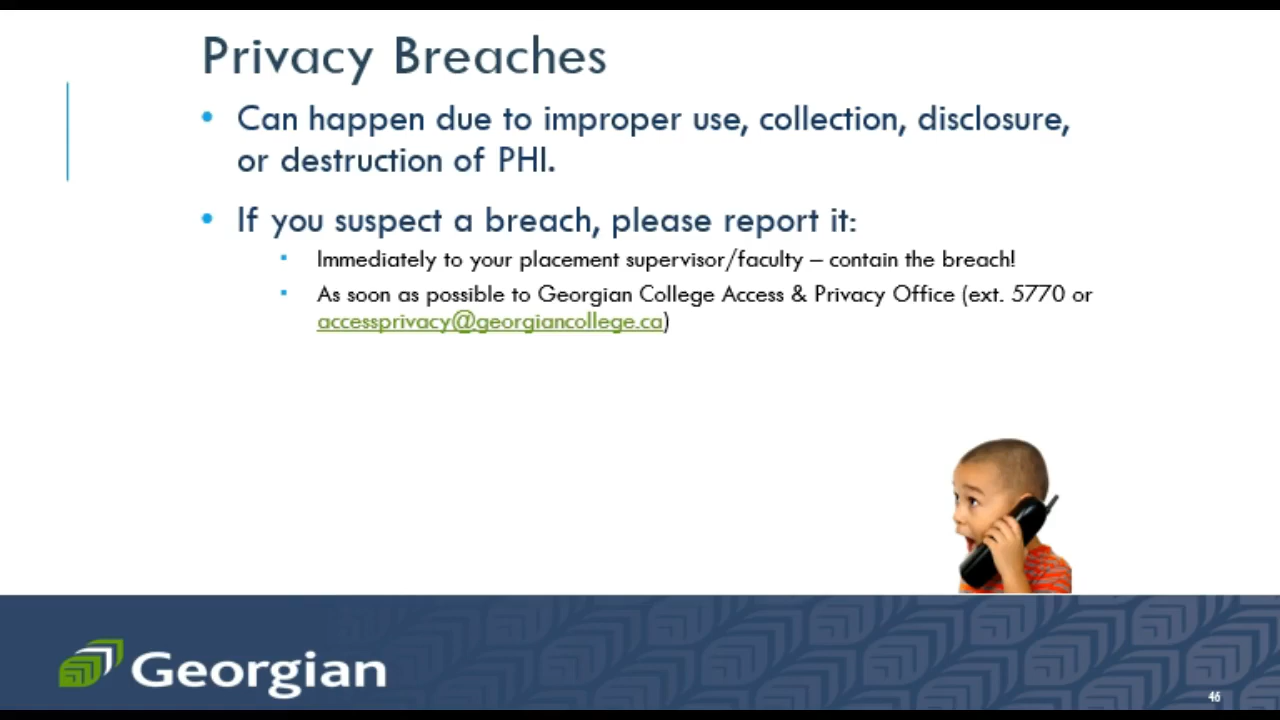 Privacy Breaches
• Can happen due to improper use, collection, disclosure,
or destruction of PHI.
• If you suspect a breach, please report it:
▪ Immediately to your placement supervisor/faculty – contain the breach!
▪ As soon as possible to Georgian College Access & Privacy Office (ext. 5770 or
accessprivacy@georgiancollege.ca)
Georgian
46